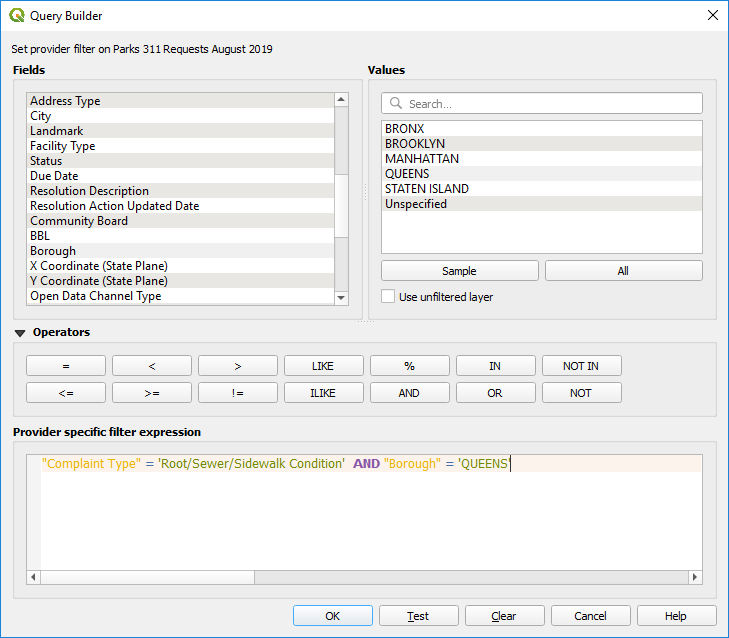 Query Builder
Set provider filter on Parks 311 Requests August 2019
Fields
Values
Address Type
City
Landmark
Facility Type
Status
Due Date
Resolution Description
Resolution Action Updated Date
Community Board
BBL
Borough
X Coordinate (State Plane)
Y Coordinate (State Plane)
Open Data Channel Type
Search...
BRONX
BROOKLYN
MANHATTAN
QUEENS
STATEN ISLAND
Unspecified
Sample All
Use unfiltered layer
Operators
= < > LIKE % IN NOT IN
<= >= != ILIKE AND OR NOT
Provider specific filter expression
"Complaint Type" = 'Root/Sewer/Sidewalk Condition' AND "Borough" = 'QUEENS'
OK Test Clear Cancel Help